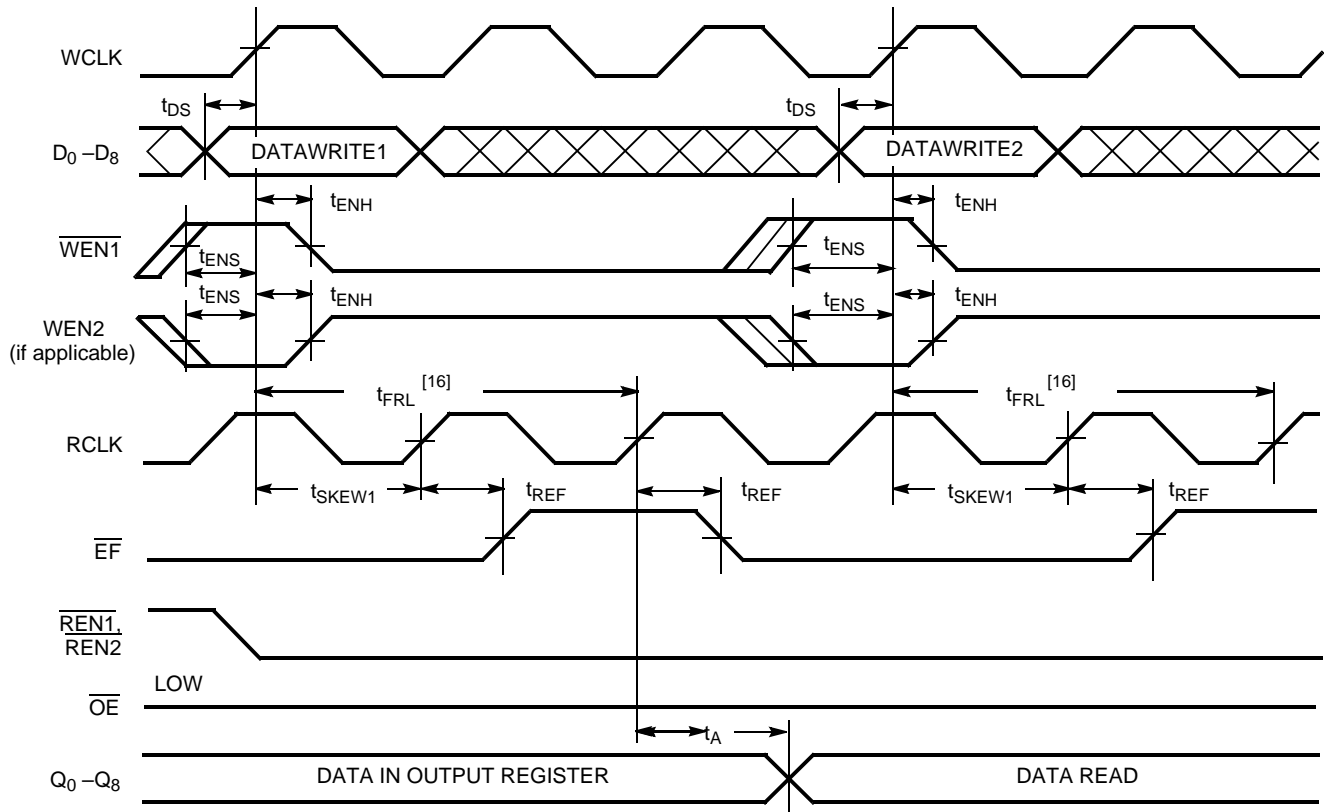 WCLK
tDS
tDS
D0 –D8
DATAWRITE1
DATAWRITE2
tENH
tENH
WEN1
tENS
tENS
tENS
tENH
tENS
tENH
WEN2
(if applicable)
tFRL [16]
tFRL [16]
RCLK
tSKEW1
tREF
tREF
tSKEW1
tREF
EF
REN1,
REN2
LOW
OE
tA
Q0 –Q8
DATA IN OUTPUT REGISTER
DATA READ